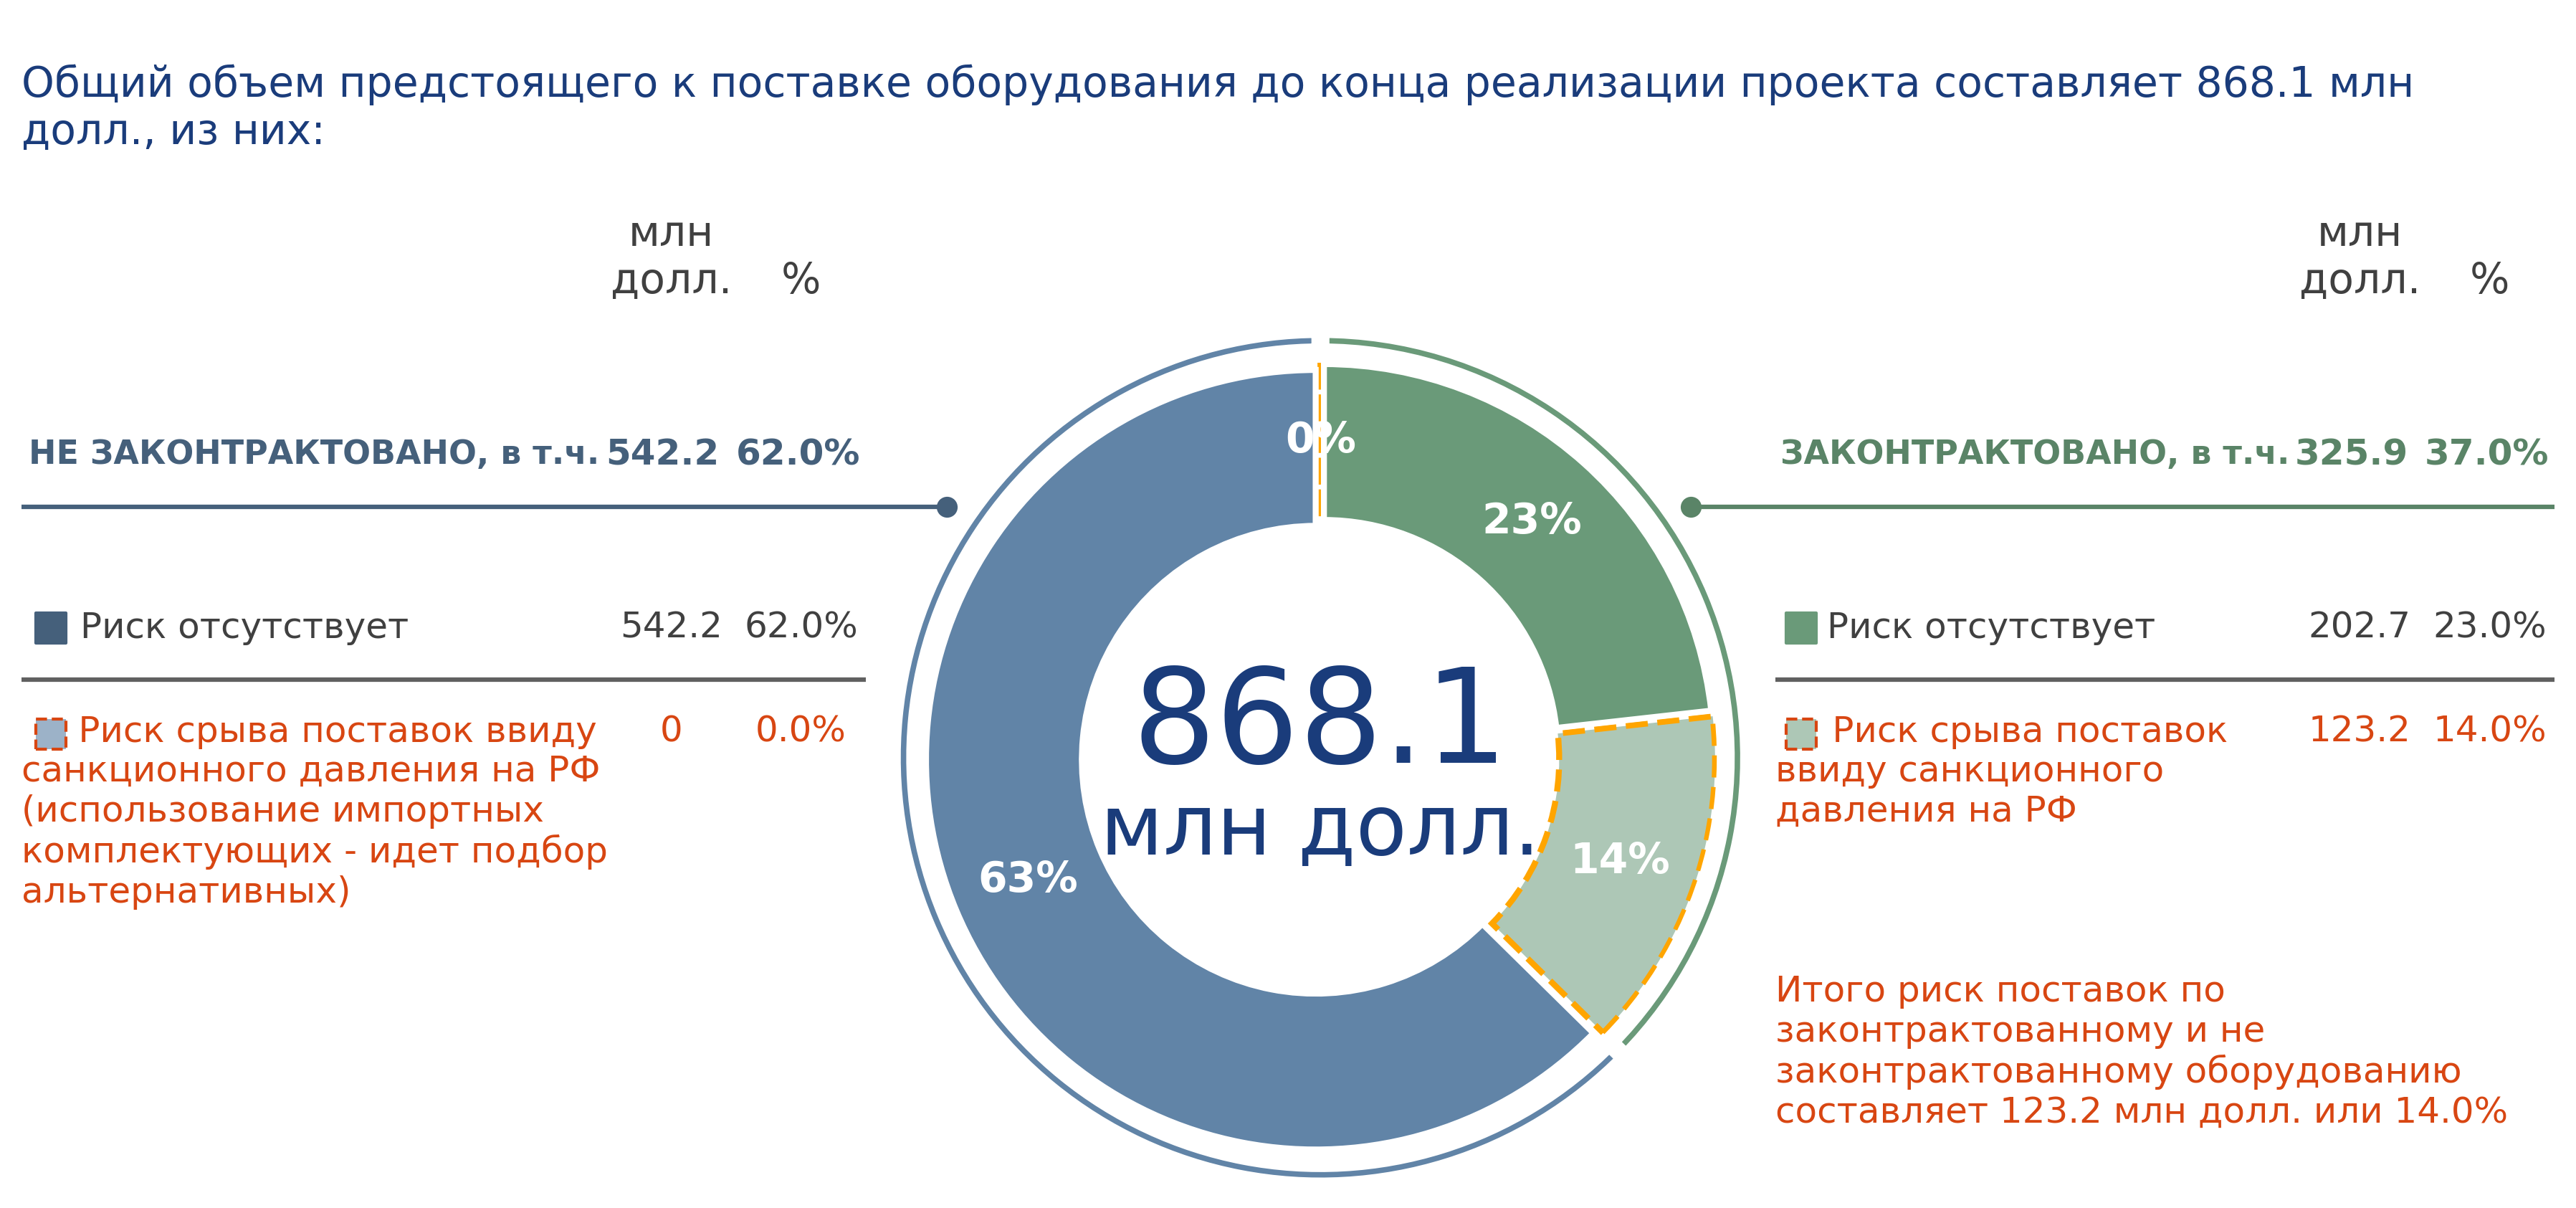 Общий объем предстоящего к поставке оборудования до конца реализации проекта составляет 868.1 млн
долл., из них:
млн
долл. %
НЕ ЗАКОНТРАКТОВАНО, в т.ч. 542.2 62.0%
Риск отсутствует 542.2 62.0%
Риск срыва поставок ввиду 0 0.0%
санкционного давления на РФ
(использование импортных
комплектующих - идет подбор
альтернативных)
0%
23%
14%
63%
868.1
млн долл.
млн
долл. %
ЗАКОНТРАКТОВАНО, в т.ч. 325.9 37.0%
Риск отсутствует 202.7 23.0%
Риск срыва поставок 123.2 14.0%
ввиду санкционного
давления на РФ
Итого риск поставок по
законтрактованному и не
законтрактованному оборудованию
составляет 123.2 млн долл. или 14.0%